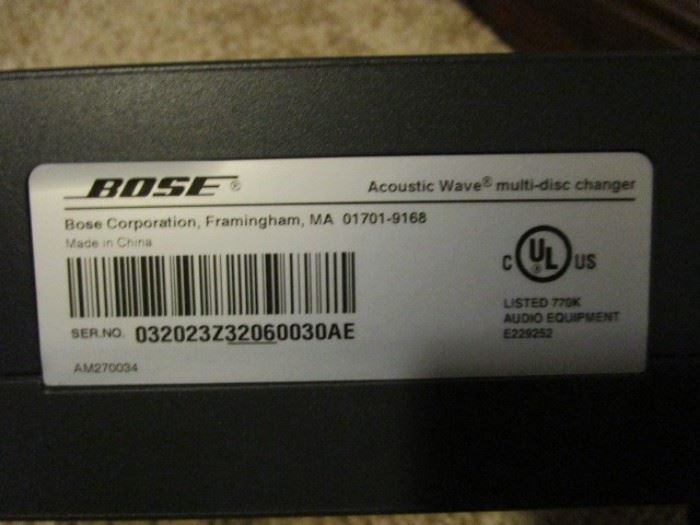 BOSE®
Acoustic Wave® multi-disc changer
Bose Corporation, Framingham, MA 01701-9168
Made in China
C UL® US
LISTED 770K
AUDIO EQUIPMENT
E229252
SER.NO. 032023Z32060030AE
AM270034